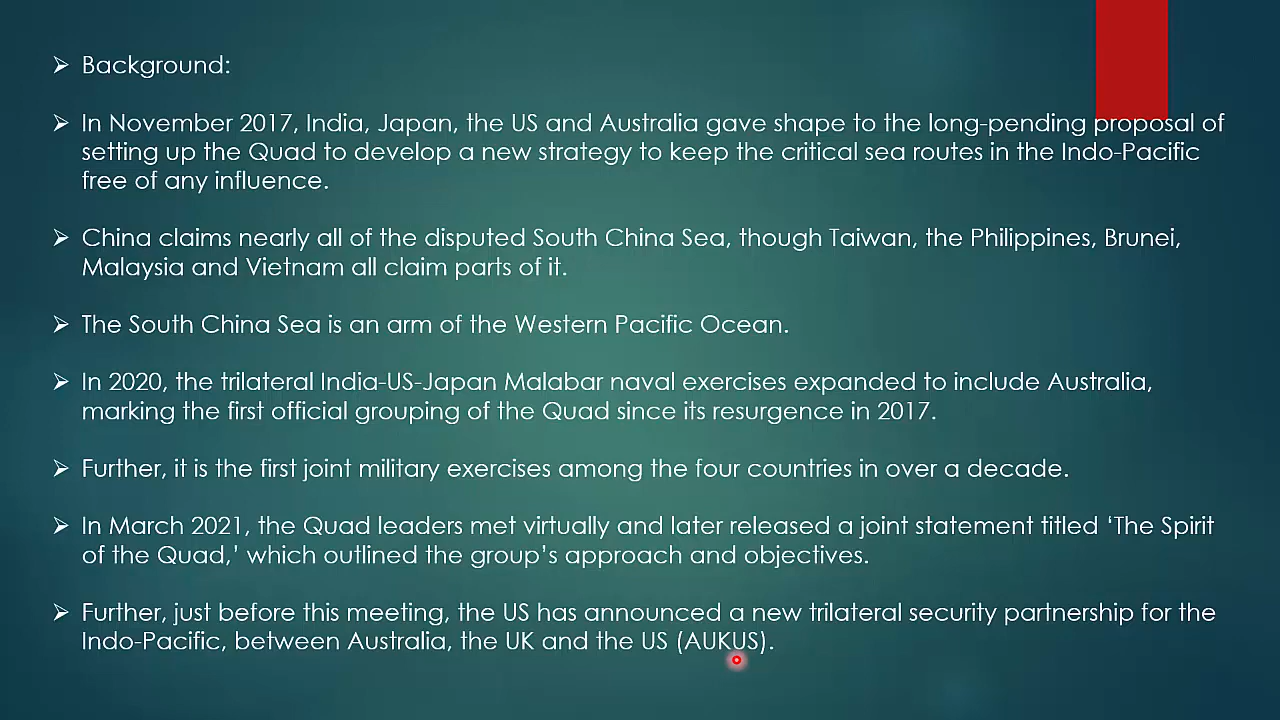 Background:
In November 2017, India, Japan, the US and Australia gave shape to the long-pending proposal of
setting up the Quad to develop a new strategy to keep the critical sea routes in the Indo-Pacific
free of any influence.
China claims nearly all of the disputed South China Sea, though Taiwan, the Philippines, Brunei,
Malaysia and Vietnam all claim parts of it.
The South China Sea is an arm of the Western Pacific Ocean.
In 2020, the trilateral India-US-Japan Malabar naval exercises expanded to include Australia,
marking the first official grouping of the Quad since its resurgence in 2017.
Further, it is the first joint military exercises among the four countries in over a decade.
In March 2021, the Quad leaders met virtually and later released a joint statement titled ‘The Spirit
of the Quad,’ which outlined the group’s approach and objectives.
Further, just before this meeting, the US has announced a new trilateral security partnership for the
Indo-Pacific, between Australia, the UK and the US (AUKUS).